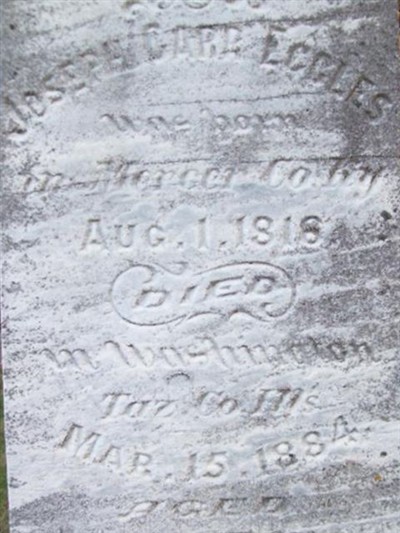 JOSEPH CARR ECCLES
was born
in Mercer Co. ky
AUG. 1, 1818.
DIED
in Washington
Taz. Co. Ills.
MAR. 15. 1884.
AGED